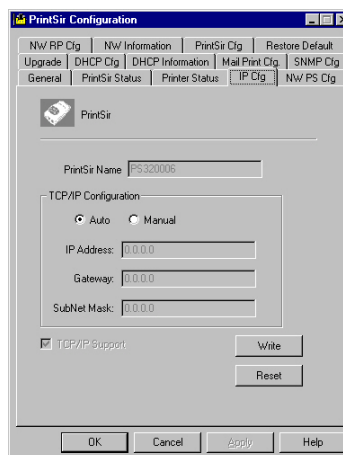 PrintSir Configuration
NW RP Cfg NW Information PrintSir Cfg Restore Default
Upgrade DHCP Cfg DHCP Information Mail Print Cfg. SNMP Cfg
General PrintSir Status Printer Status IP Cfg NW PS Cfg
PrintSir
PrintSir Name PS320006
TCP/IP Configuration
Auto Manual
IP Address: 0.0.0.0
Gateway: 0.0.0.0
SubNet Mask: 0.0.0.0
TCP/IP Support Write
Reset
OK Cancel Apply Help